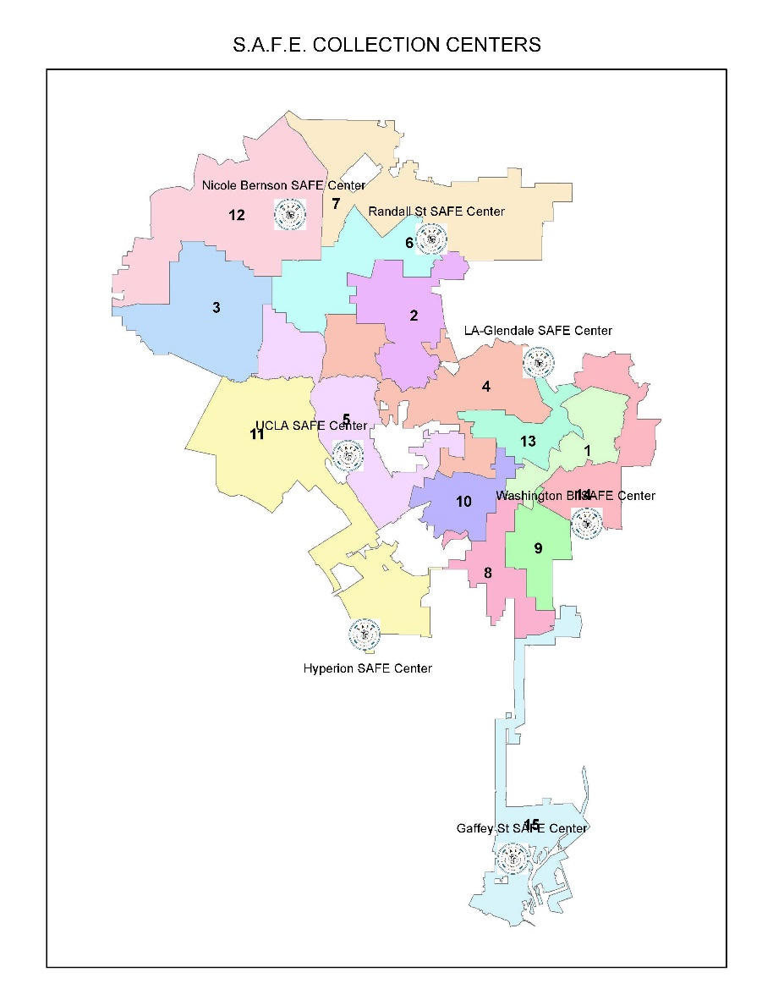 S.A.F.E. COLLECTION CENTERS
Nicole Bernson SAFE Center
7
Randall St SAFE Center
12
6
3
2
LA-Glendale SAFE Center
4
5
UCLA SAFE Center
11
13
1
Washington Bl SAFE Center
14
10
9
8
Hyperion SAFE Center
15
Gaffey St SAFE Center